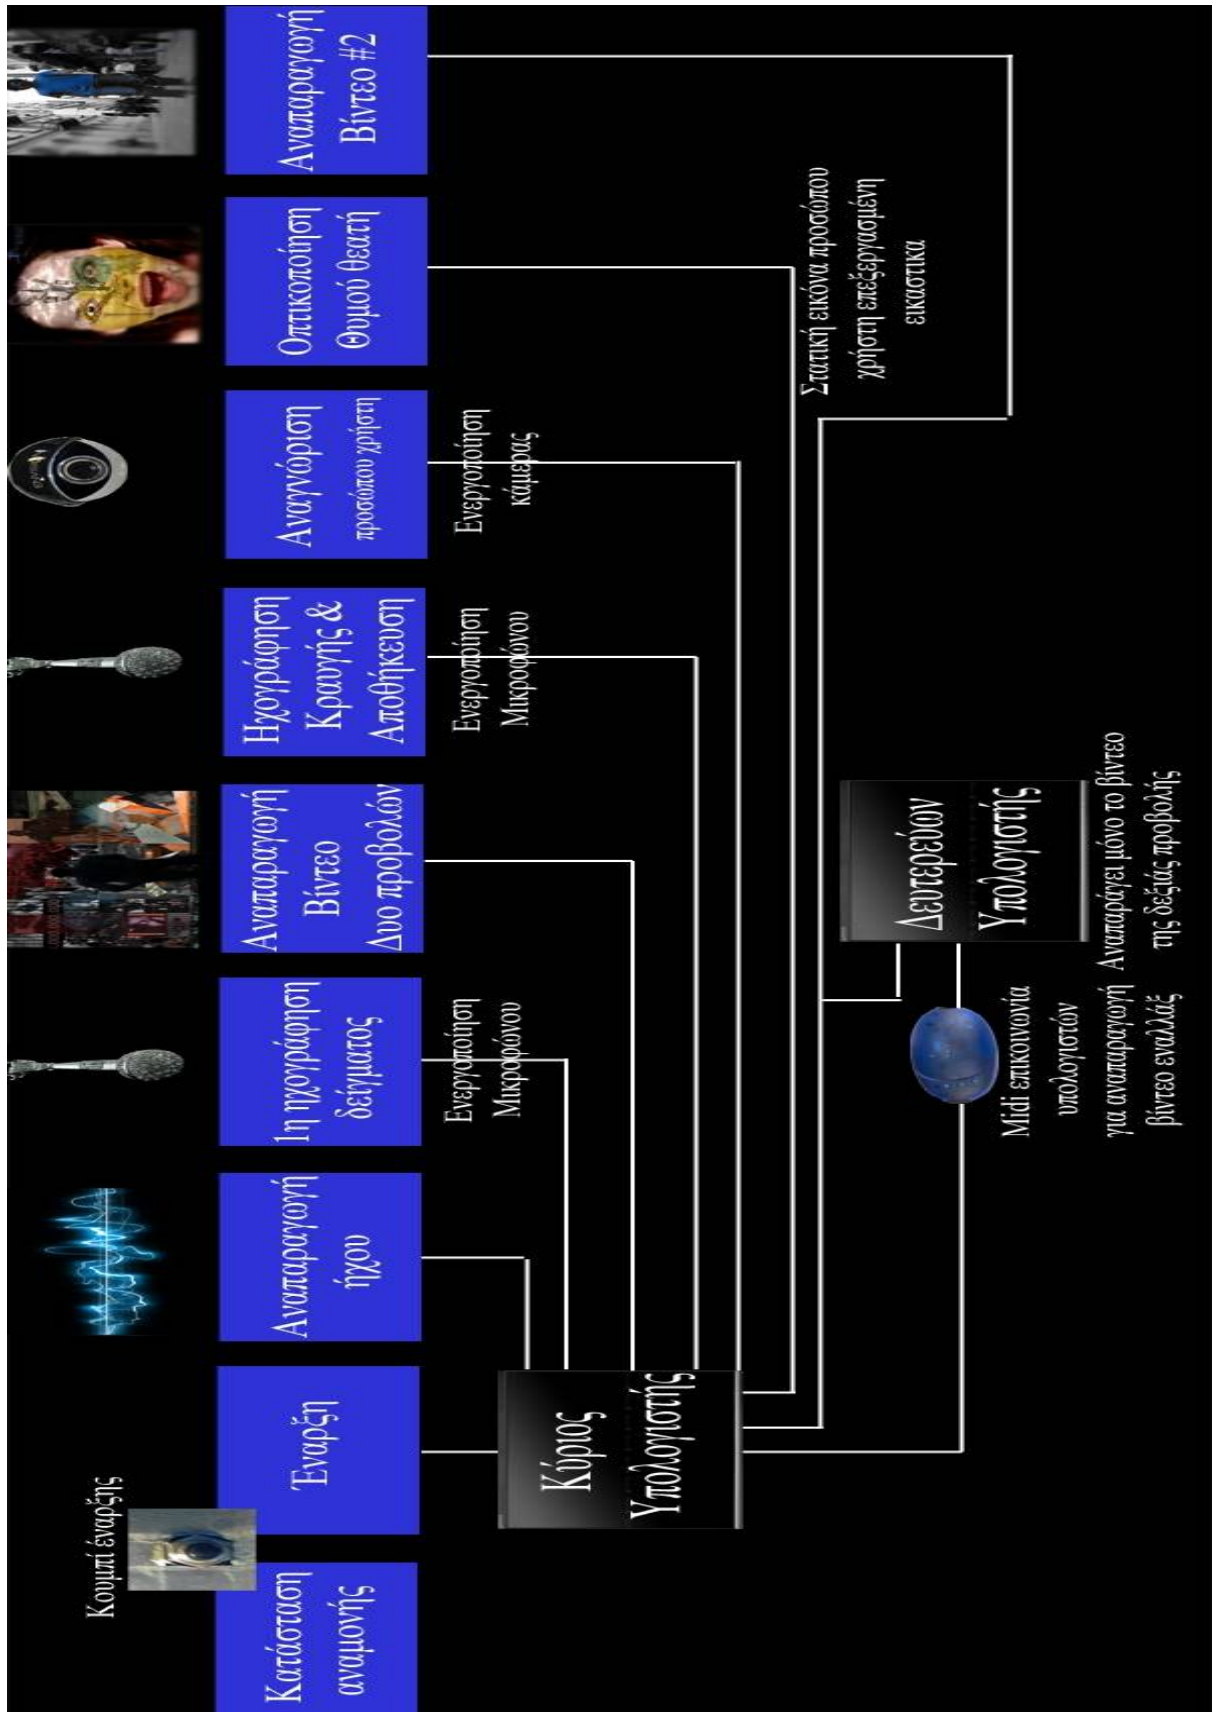 Κουμπί έναρξης
Κατάσταση
αναμονής
Έναρξη
Αναπαραγωγή
ήχου
1η ηχογράφηση
δείγματος
Αναπαραγωγή
Βίντεο
Δυο προβολών
Ηχογράφηση
Κραυγής &
Αποθήκευση
Αναγνώριση
προσώπου χρήστη
Οπτικοποίηση
Θυμού θεατή
Αναπαραγωγή
Βίντεο #2
Ενεργοποίηση
Μικροφώνου
Ενεργοποίηση
Μικροφώνου
Ενεργοποίηση
κάμερας
Κύριος
Υπολογιστής
Στατική εικόνα προσώπου
χρήστη επεξεργασμένη
εικαστικα
Δευτερεύων
Υπολογιστής
Midi επικοινωνία
υπολογιστών
για αναπαραγωγή
βίντεο εναλλάξ
Αναπαράγει μόνο το βίντεο
της δεξιάς προβολής